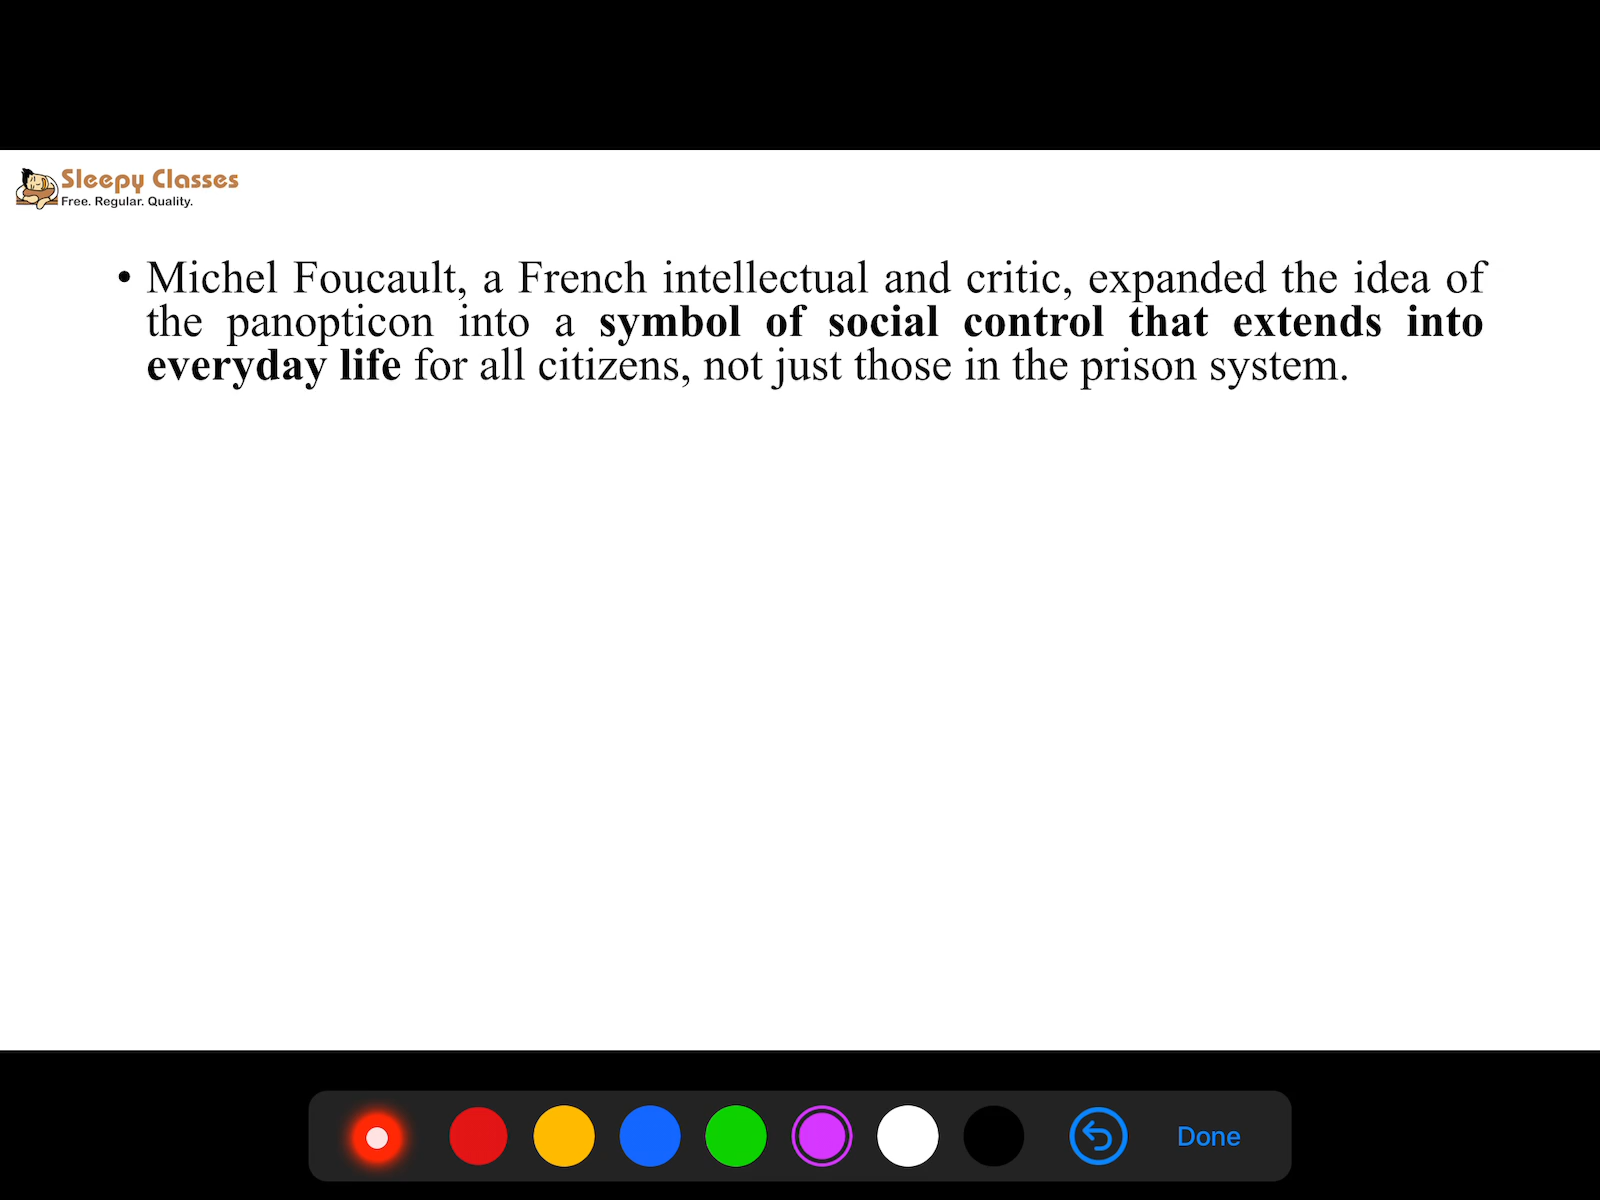 Sleepy Classes
Free. Regular. Quality.
• Michel Foucault, a French intellectual and critic, expanded the idea of
the panopticon into a symbol of social control that extends into
everyday life for all citizens, not just those in the prison system.
Done